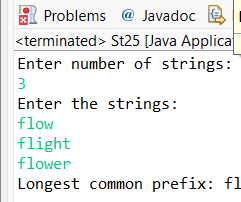 Problems @ Javadoc
<terminated> St25 [Java Applicat
Enter number of strings:
3
Enter the strings:
flow
flight
flower
Longest common prefix: fl